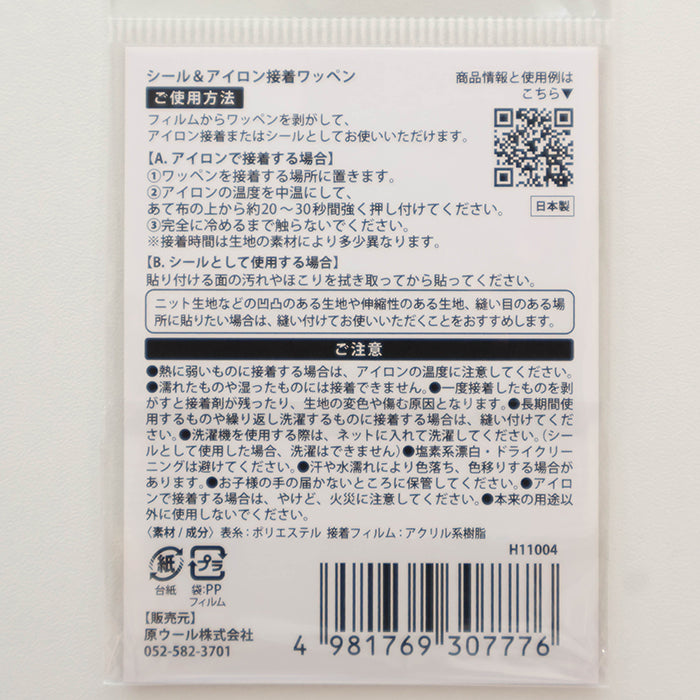 シール＆アイロン接着ワッペン
商品情報と使用例は
こちら▼
ご使用方法
フィルムからワッペンを剥がして、
アイロン接着またはシールとしてお使いいただけます。
【A. アイロンで接着する場合】
①ワッペンを接着する場所に置きます。
②アイロンの温度を中温にして、
あて布の上から約20～30秒間強く押し付けてください。
③完全に冷めるまで触らないでください。
※接着時間は生地の素材により多少異なります。
日本製
【B. シールとして使用する場合】
貼り付ける面の汚れやほこりを拭き取ってから貼ってください。
ニット生地などの凹凸のある生地や伸縮性のある生地、縫い目のある場
所に貼りたい場合は、縫い付けてお使いいただくことをおすすめします。
ご注意
●熱に弱いものに接着する場合は、アイロンの温度に注意してください。
●濡れたものや湿ったものには接着できません。●一度接着したものを剥
がすと接着剤が残ったり、生地の変色や傷む原因となります。●長期間使
用するものや繰り返し洗濯するものに接着する場合は、縫い付けてくださ
い。●洗濯機を使用する際は、ネットに入れて洗濯してください。（シー
ルとして使用した場合、洗濯はできません）●塩素系漂白・ドライクリー
ニングは避けてください。●汗や水濡れにより色落ち、色移りする場合が
あります。●お子様の手の届かないところに保管してください。●アイロ
ンで接着する場合は、やけど、火災に注意してください。●本来の用途以
外に使用しないでください。
〈素材 / 成分〉表糸：ポリエステル 接着フィルム：アクリル系樹脂
紙
台紙
プラ
袋：PP
フィルム
H11004
【販売元】
原ウール株式会社
052-582-3701
4 981769 307776